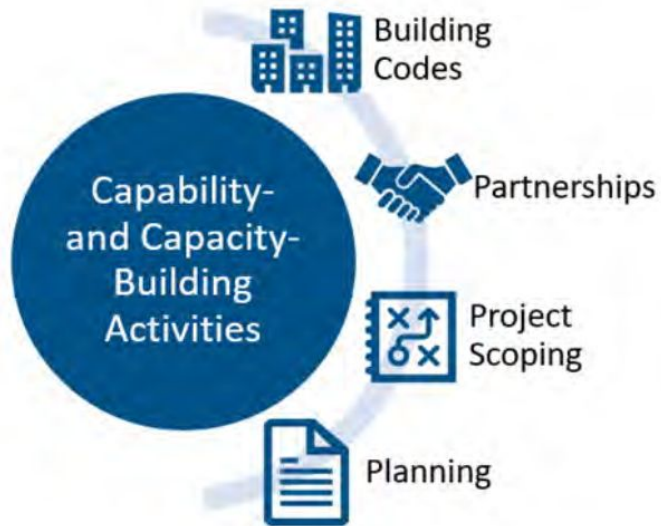 Building
Codes
Capability-
and Capacity-
Building
Activities
Partnerships
Project
Scoping
Planning